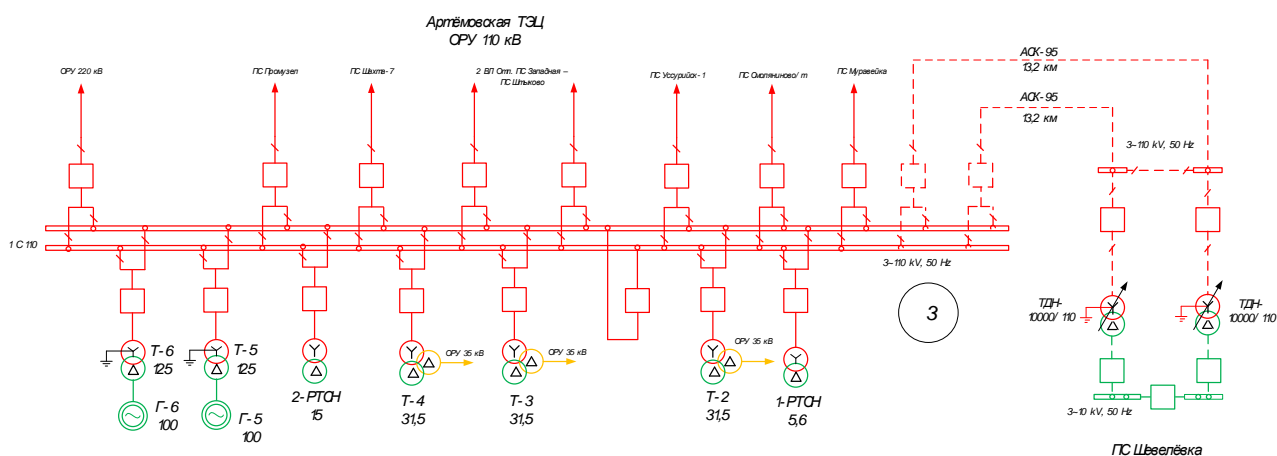 Артёмовская ТЭЦ
ОРУ 110 кВ
ОРУ 220 кВ
ПС Промузел
ПС Шахта-7
2 ВЛ Отп. ПС Западная –
ПС Штыково
ПС Уссурийск-1
ПС Смоляниново/т
ПС Муравейка
АСК-95
13,2 км
АСК-95
13,2 км
3~110 kV, 50 Hz
1 С 110
3~110 kV, 50 Hz
3
ТДН-
10000/110
ТДН-
10000/110
Т-6
125
Т-5
125
Г-6
100
Г-5
100
2-РТСН
15
Т-4
31,5
ОРУ 35 кВ
Т-3
31,5
ОРУ 35 кВ
Т-2
31,5
ОРУ 35 кВ
1-РТСН
5,6
3~10 kV, 50 Hz
ПС Шевелёвка